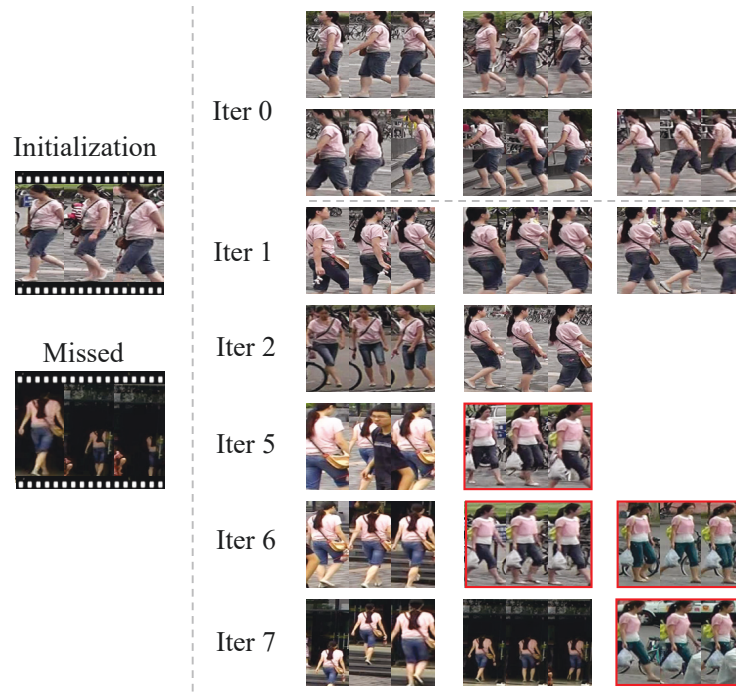 Initialization
Missed
Iter 0
Iter 1
Iter 2
Iter 5
Iter 6
Iter 7